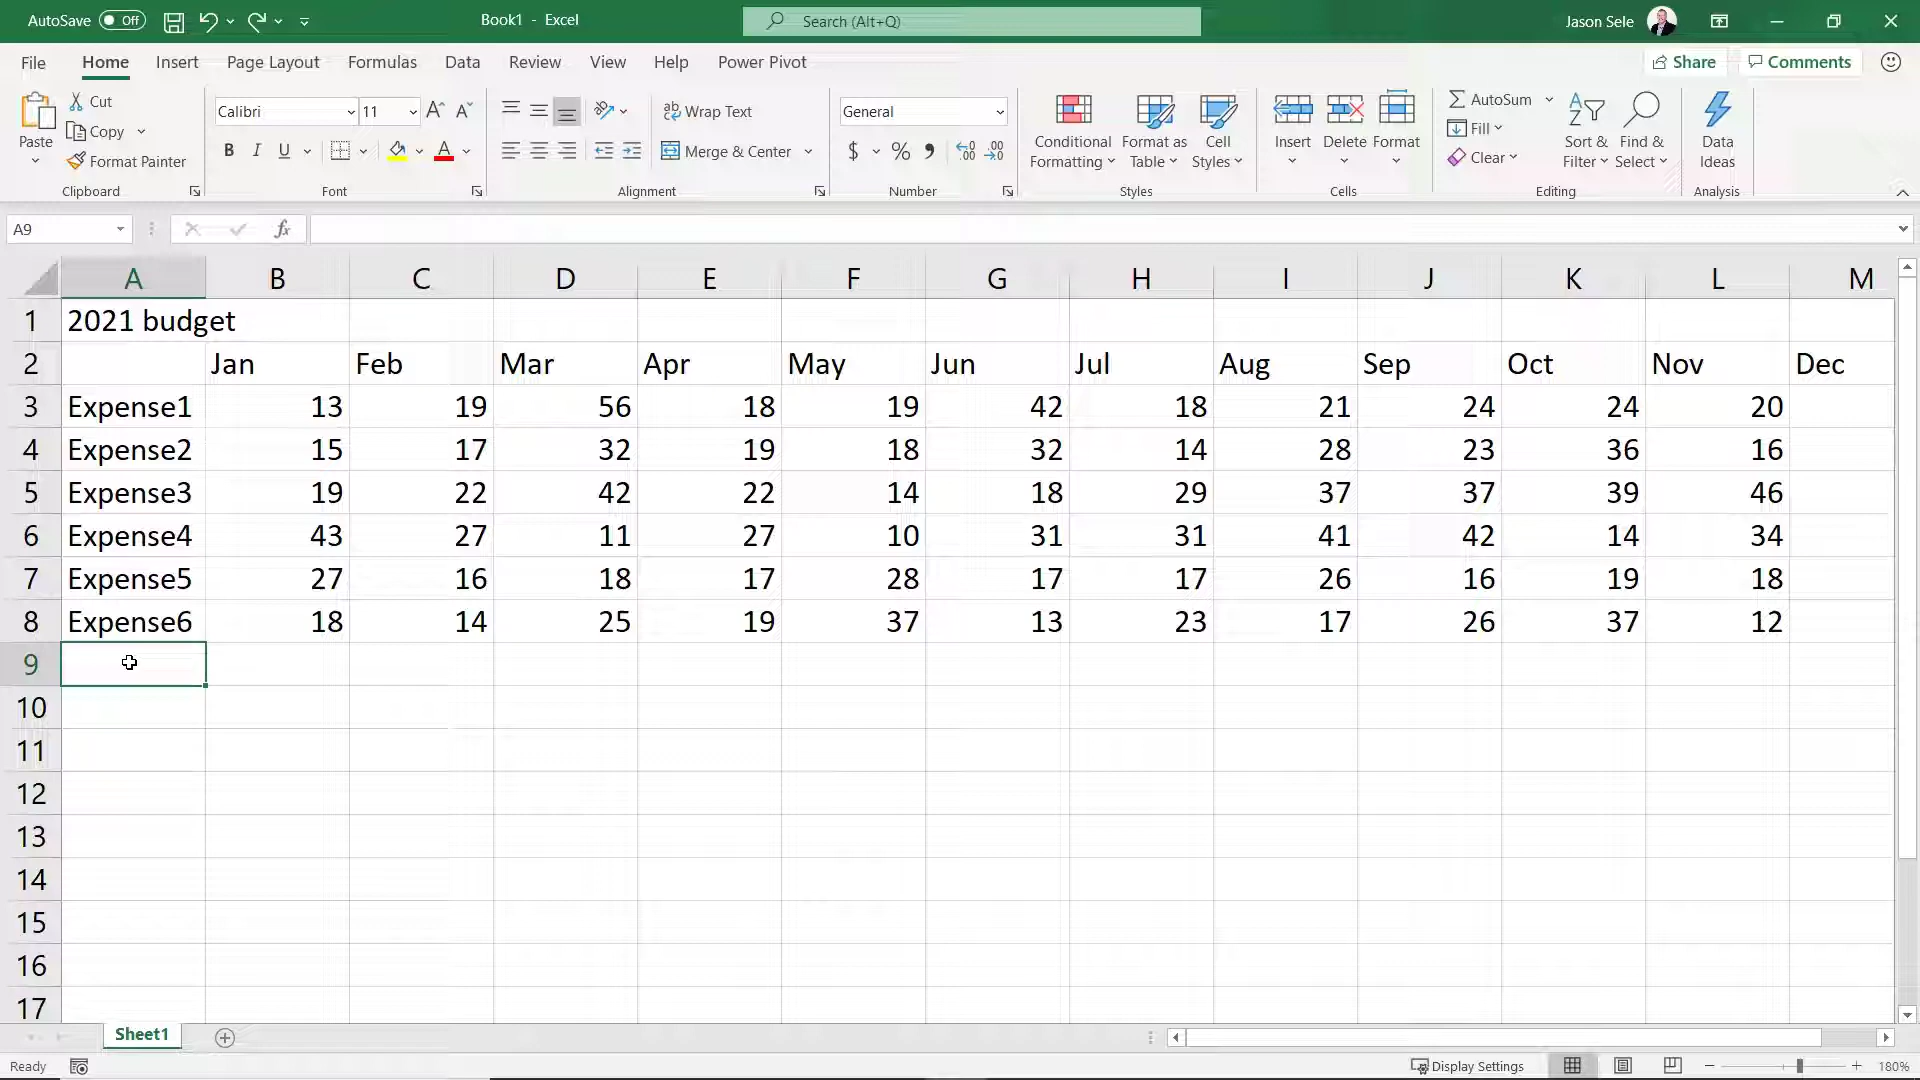 AutoSave Off Book1 - Excel Search (Alt+Q) Jason Sele
File Home Insert Page Layout Formulas Data Review View Help Power Pivot Share Comments
Paste
Cut
Copy
Format Painter
Clipboard
Calibri 11
B I U A
Font
Wrap Text
Merge & Center
Alignment
General
$ % 9
Number
Conditional Formatting
Format as Table
Cell Styles
Styles
Insert Delete Format
Cells
AutoSum
Fill
Clear
Sort & Filter
Find & Select
Editing
Data Ideas
Analysis
A9 fx
A B C D E F G H I J K L M
1 2021 budget
2 Jan Feb Mar Apr May Jun Jul Aug Sep Oct Nov Dec
3 Expense1 13 19 56 18 19 42 18 21 24 24 20
4 Expense2 15 17 32 19 18 32 14 28 23 36 16
5 Expense3 19 22 42 22 14 18 29 37 37 39 46
6 Expense4 43 27 11 27 10 31 31 41 42 14 34
7 Expense5 27 16 18 17 28 17 17 26 16 19 18
8 Expense6 18 14 25 19 37 13 23 17 26 37 12
9
10
11
12
13
14
15
16
17
Sheet1
Ready Display Settings 180%